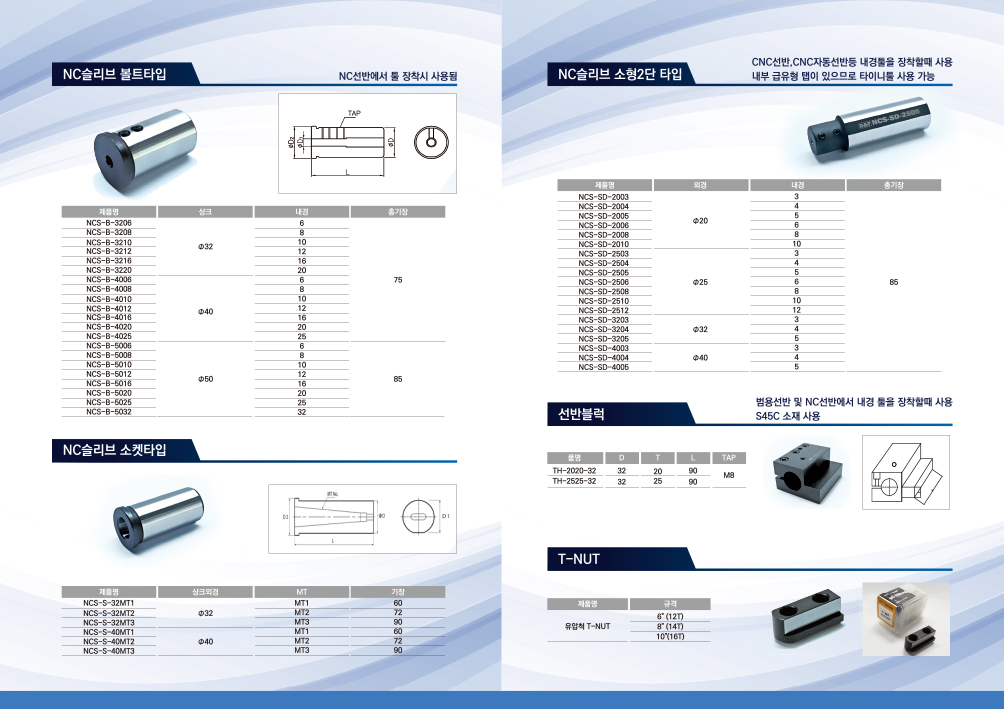 NC슬리브 볼트타입
NC선반에서 툴 장착시 사용됨
TAP
øD₂
øD₁
øD
L
제품명 싱크 내경 총기장
NCS-B-3206 6
NCS-B-3208 8
NCS-B-3210 10
NCS-B-3212 Φ32 12
NCS-B-3216 16
NCS-B-3220 20
NCS-B-4006 6 75
NCS-B-4008 8
NCS-B-4010 10
NCS-B-4012 Φ40 12
NCS-B-4016 16
NCS-B-4020 20
NCS-B-4025 25
NCS-B-5006 6
NCS-B-5008 8
NCS-B-5010 10
NCS-B-5012 Φ50 12 85
NCS-B-5016 16
NCS-B-5020 20
NCS-B-5025 25
NCS-B-5032 32
NC슬리브 소켓타입
MT No.
D2
øD
D1
L
제품명 싱크외경 MT 기장
NCS-S-32MT1 MT1 60
NCS-S-32MT2 Φ32 MT2 72
NCS-S-32MT3 MT3 90
NCS-S-40MT1 MT1 60
NCS-S-40MT2 Φ40 MT2 72
NCS-S-40MT3 MT3 90
NC슬리브 소형2단 타입
CNC선반,CNC자동선반등 내경툴을 장착할때 사용
내부 급유형 탭이 있으므로 타이니툴 사용 가능
D&T.NCS-SD-2505
제품명 외경 내경 총기장
NCS-SD-2003 3
NCS-SD-2004 4
NCS-SD-2005 Φ20 5
NCS-SD-2006 6
NCS-SD-2008 8
NCS-SD-2010 10
NCS-SD-2503 3
NCS-SD-2504 4
NCS-SD-2505 5
NCS-SD-2506 Φ25 6 85
NCS-SD-2508 8
NCS-SD-2510 10
NCS-SD-2512 12
NCS-SD-3203 3
NCS-SD-3204 Φ32 4
NCS-SD-3205 5
NCS-SD-4003 3
NCS-SD-4004 Φ40 4
NCS-SD-4005 5
선반블럭
범용선반 및 NC선반에서 내경 툴을 장착할때 사용
S45C 소재 사용
품명 D T L TAP
TH-2020-32 32 20 90 M8
TH-2525-32 32 25 90
T-NUT
제품명 규격
유압척 T-NUT 6" (12T)
8" (14T)
10"(16T)